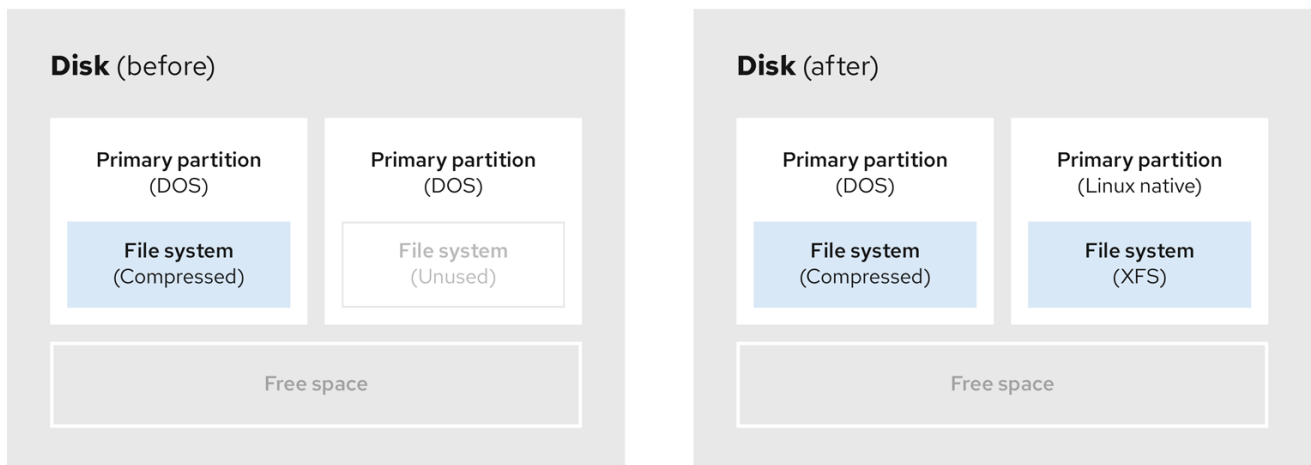 Disk (before)
Primary partition
(DOS)
File system
(Compressed)
Primary partition
(DOS)
File system
(Unused)
Free space
Disk (after)
Primary partition
(DOS)
File system
(Compressed)
Primary partition
(Linux native)
File system
(XFS)
Free space